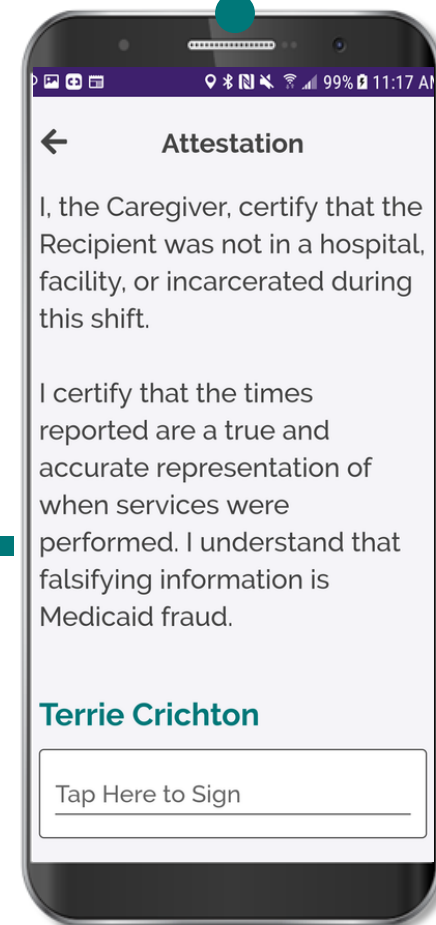 99% 11:17 AM
Attestation
I, the Caregiver, certify that the
Recipient was not in a hospital,
facility, or incarcerated during
this shift.
I certify that the times
reported are a true and
accurate representation of
when services were
performed. I understand that
falsifying information is
Medicaid fraud.
Terrie Crichton
Tap Here to Sign